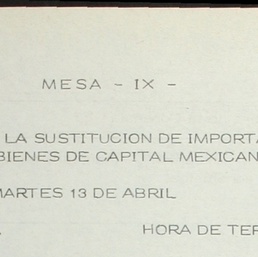 MESA - IX -
LA SUSTITUCION DE IMPORTA
BIENES DE CAPITAL MEXICAN
MARTES 13 DE ABRIL
HORA DE TER